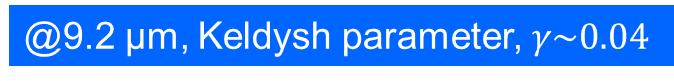 @9.2 μm, Keldysh parameter, γ~0.04